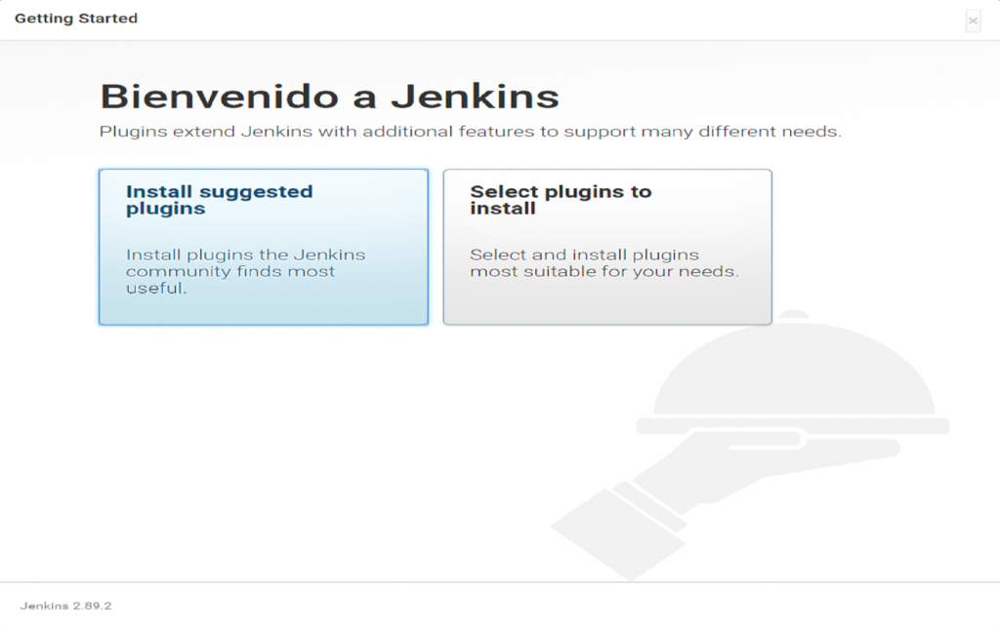 Getting Started
×
Bienvenido a Jenkins
Plugins extend Jenkins with additional features to support many different needs.
Install suggested
plugins
Install plugins the Jenkins
community finds most
useful.
Select plugins to
install
Select and install plugins
most suitable for your needs.
Jenkins 2.89.2